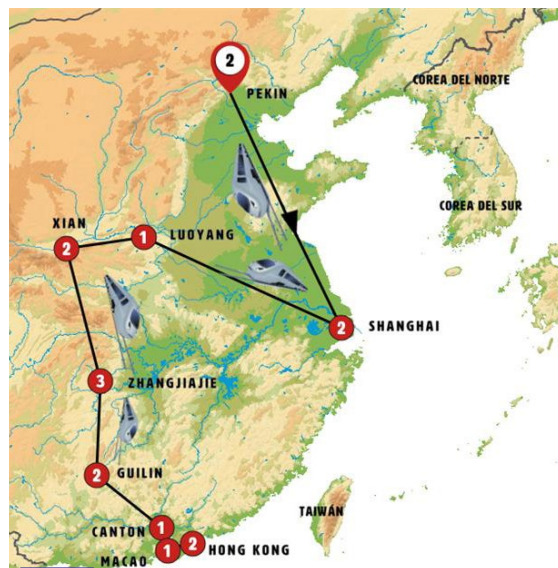 2
PEKIN
COREA DEL NORTE
COREA DEL SUR
XIAN
2
1
LUOYANG
2
SHANGHAI
3
ZHANGJIAJIE
2
GUILIN
TAIWÁN
CANTON
1
MACAO
1
2
HONG KONG